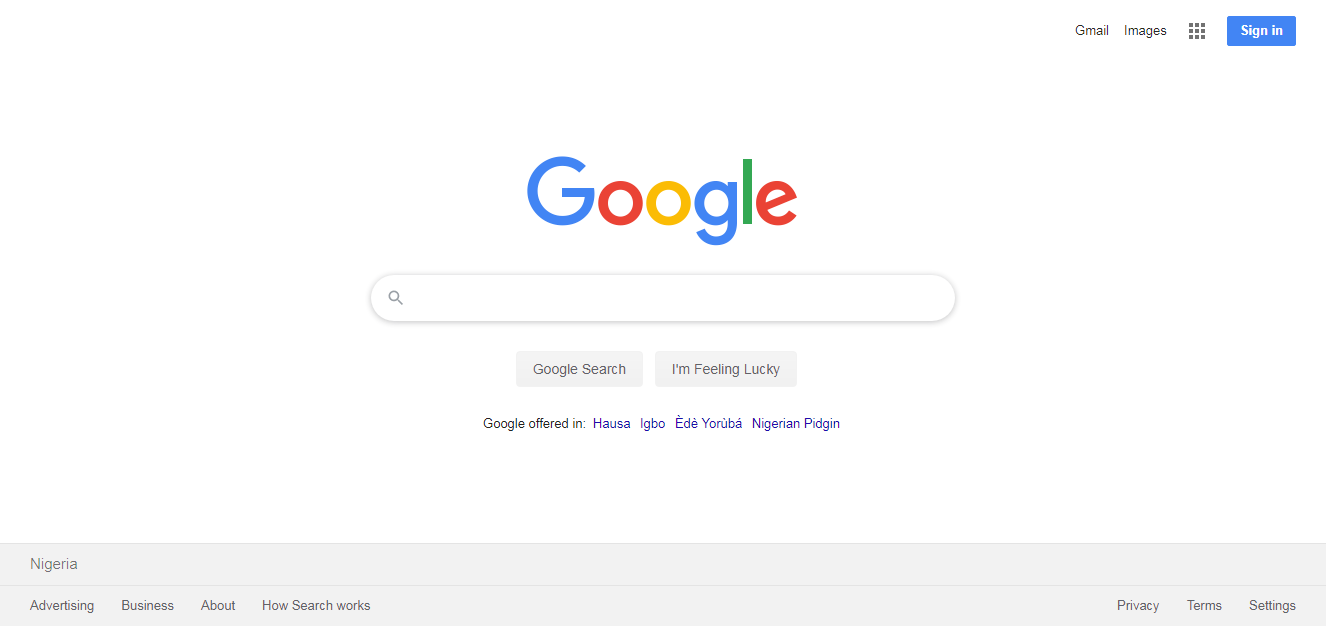 Gmail Images Sign in
Google
Google Search I'm Feeling Lucky
Google offered in: Hausa Igbo Èdè Yorùbá Nigerian Pidgin
Nigeria
Advertising Business About How Search works Privacy Terms Settings